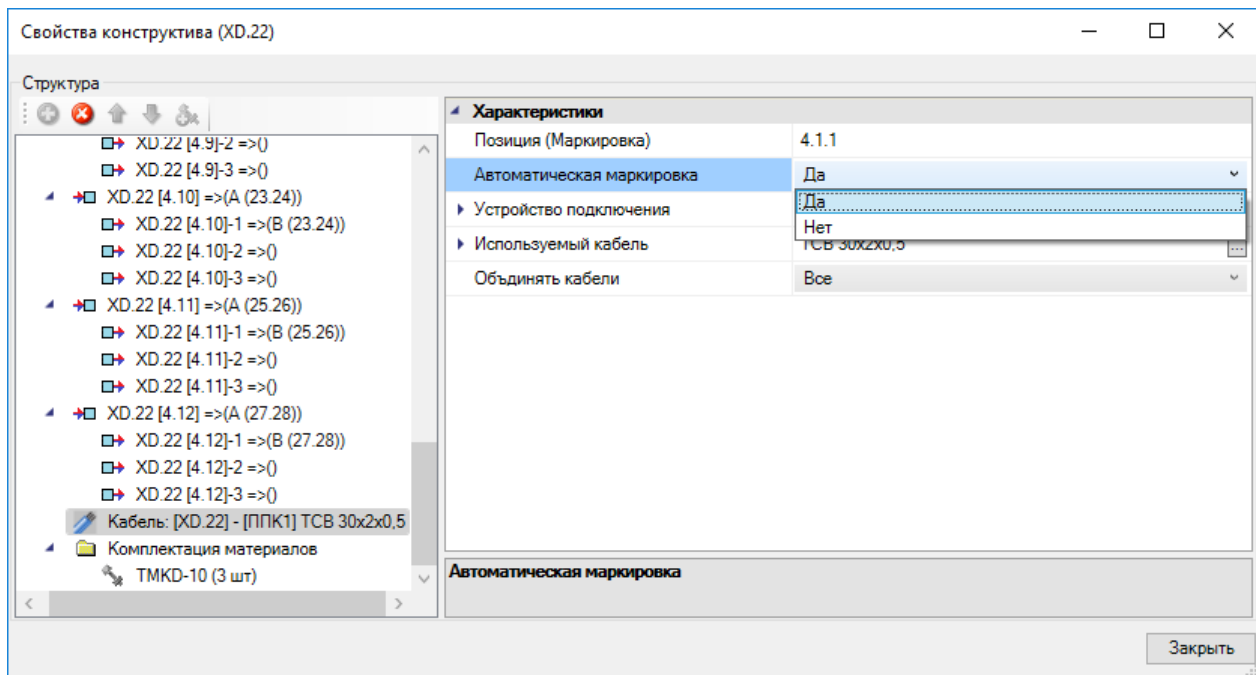 Свойства конструктива (XD.22)
Структура
XD.22 [4.9]-2 =>()
XD.22 [4.9]-3 =>()
XD.22 [4.10] =>(A (23.24))
XD.22 [4.10]-1 =>(B (23.24))
XD.22 [4.10]-2 =>()
XD.22 [4.10]-3 =>()
XD.22 [4.11] =>(A (25.26))
XD.22 [4.11]-1 =>(B (25.26))
XD.22 [4.11]-2 =>()
XD.22 [4.11]-3 =>()
XD.22 [4.12] =>(A (27.28))
XD.22 [4.12]-1 =>(B (27.28))
XD.22 [4.12]-2 =>()
XD.22 [4.12]-3 =>()
Кабель: [XD.22] - [ППК1] ТСВ 30x2x0,5
Комплектация материалов
TMKD-10 (3 шт)
Характеристики
Позиция (Маркировка) 4.1.1
Автоматическая маркировка Да
Да
Устройство подключения
Нет
Используемый кабель ТСВ 30x2x0,5 ...
Объдинять кабели Все
Автоматическая маркировка
Закрыть